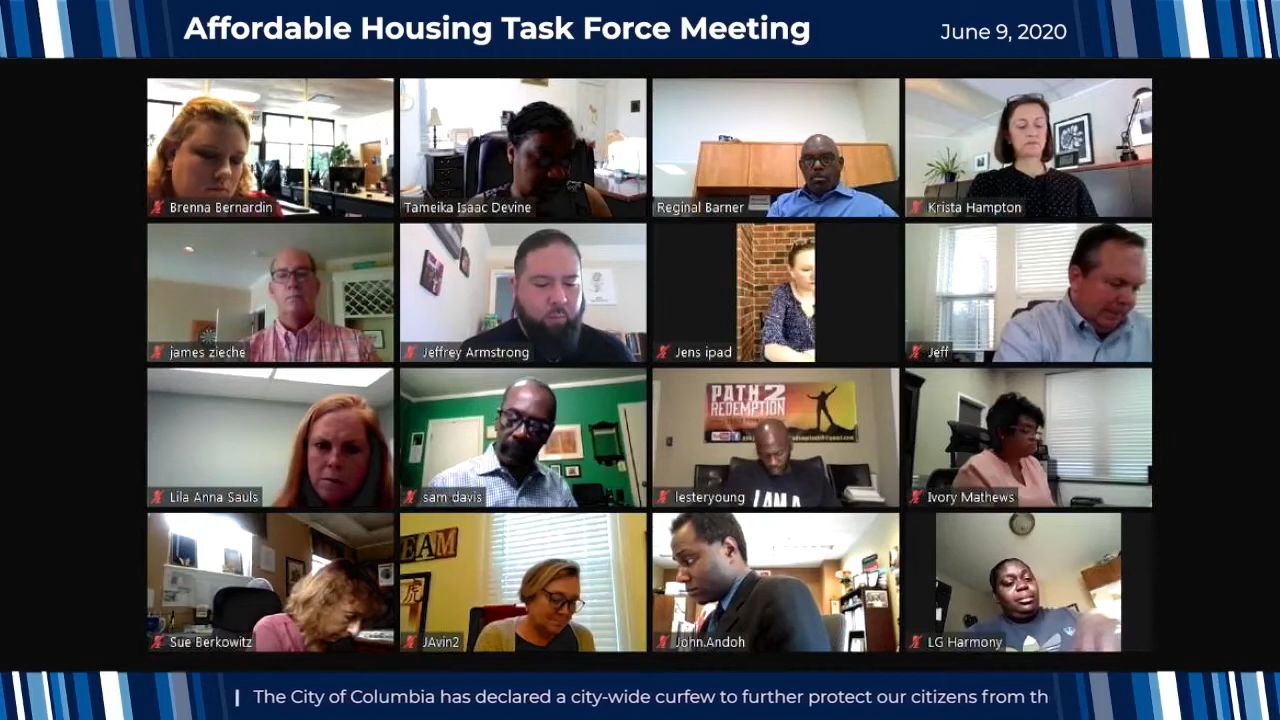 Affordable Housing Task Force Meeting
June 9, 2020
Brenna Bernardin
Tameika Isaac Devine
Reginal Barner
Krista Hampton
james zieche
Jeffrey Armstrong
Jens ipad
Jeff
PATH 2
REDEMPTION
Lila Anna Sauls
sam davis
I AM A
lesteryoung
Ivory Mathews
EAM
Sue Berkowitz
JAvin2
John.Andoh
LG Harmony
The City of Columbia has declared a city-wide curfew to further protect our citizens from th